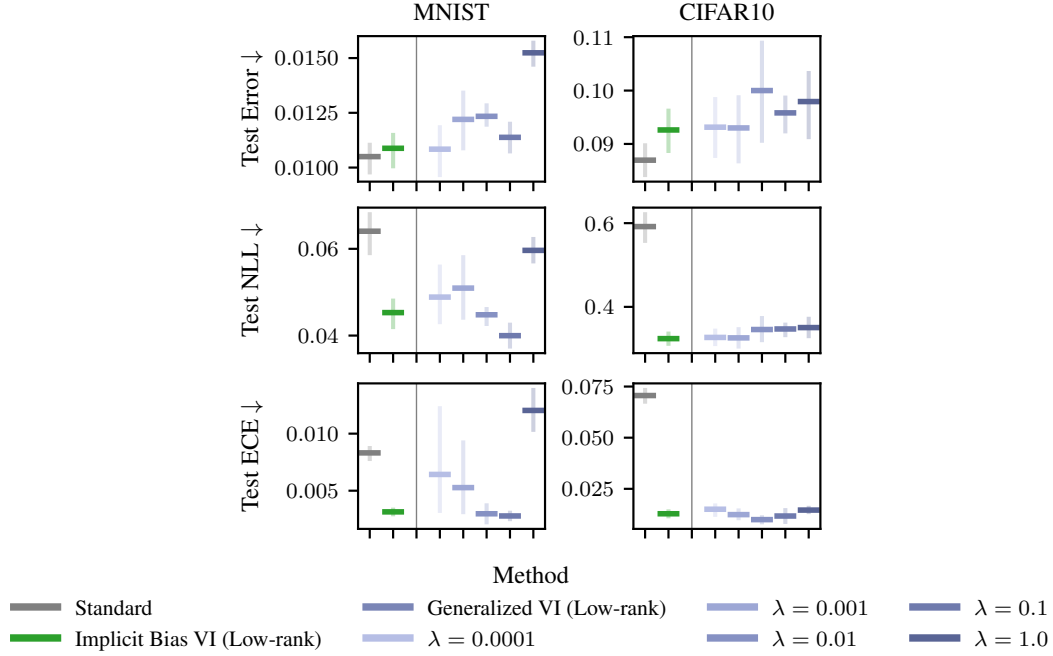 MNIST CIFAR10
Test Error ↓
0.0150
0.0125
0.0100
0.11
0.10
0.09
Test NLL ↓
0.06
0.04
0.6
0.4
Test ECE ↓
0.010
0.005
0.075
0.050
0.025
Method
Standard Generalized VI (Low-rank) λ = 0.001 λ = 0.1
Implicit Bias VI (Low-rank) λ = 0.0001 λ = 0.01 λ = 1.0